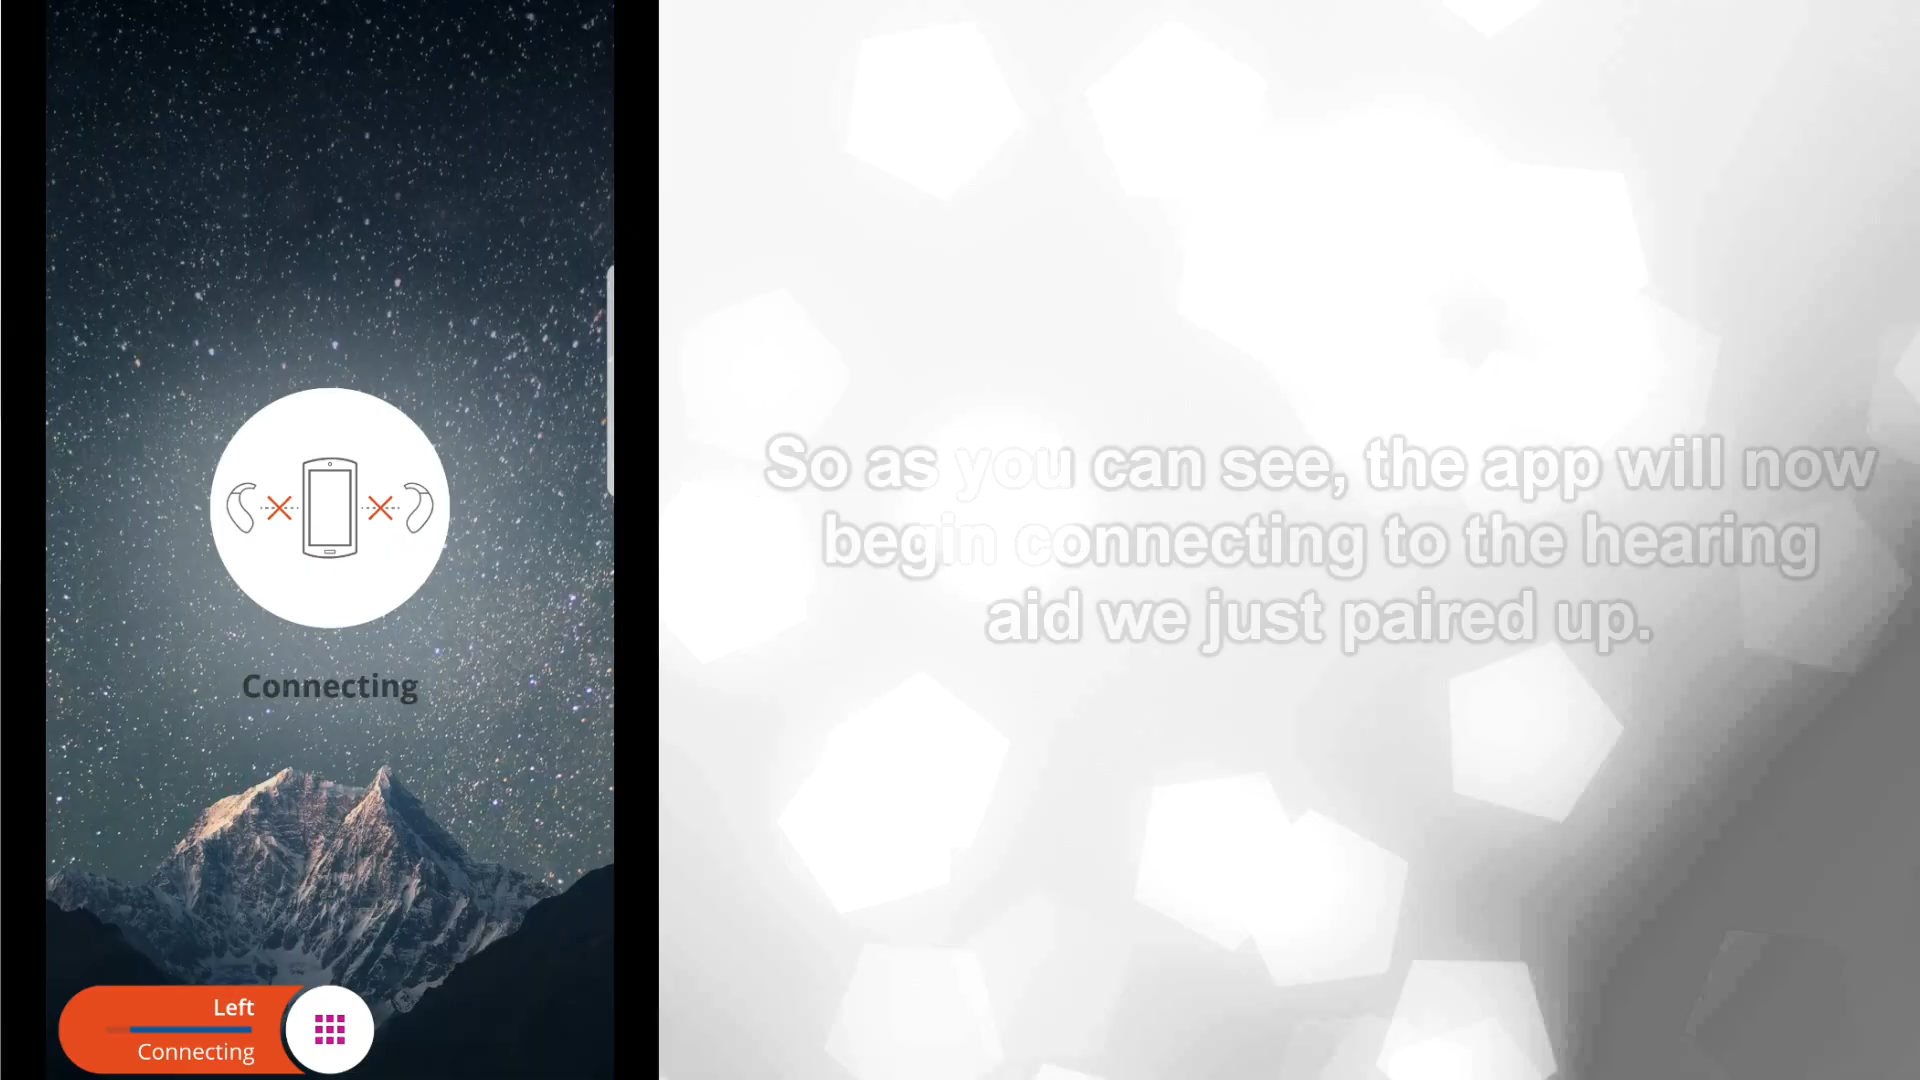 Connecting
Left
Connecting
So as you can see, the app will now
begin connecting to the hearing
aid we just paired up.